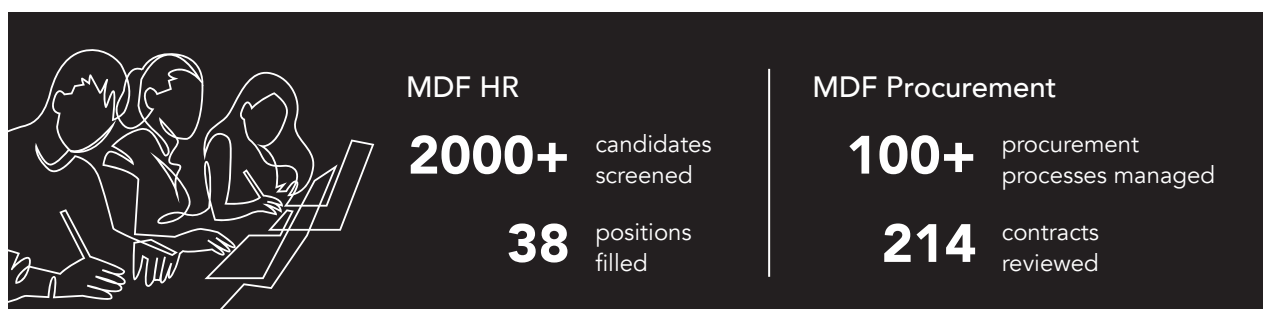 MDF HR
2000+ candidates
screened
38 positions
filled
MDF Procurement
100+ procurement
processes managed
214 contracts
reviewed